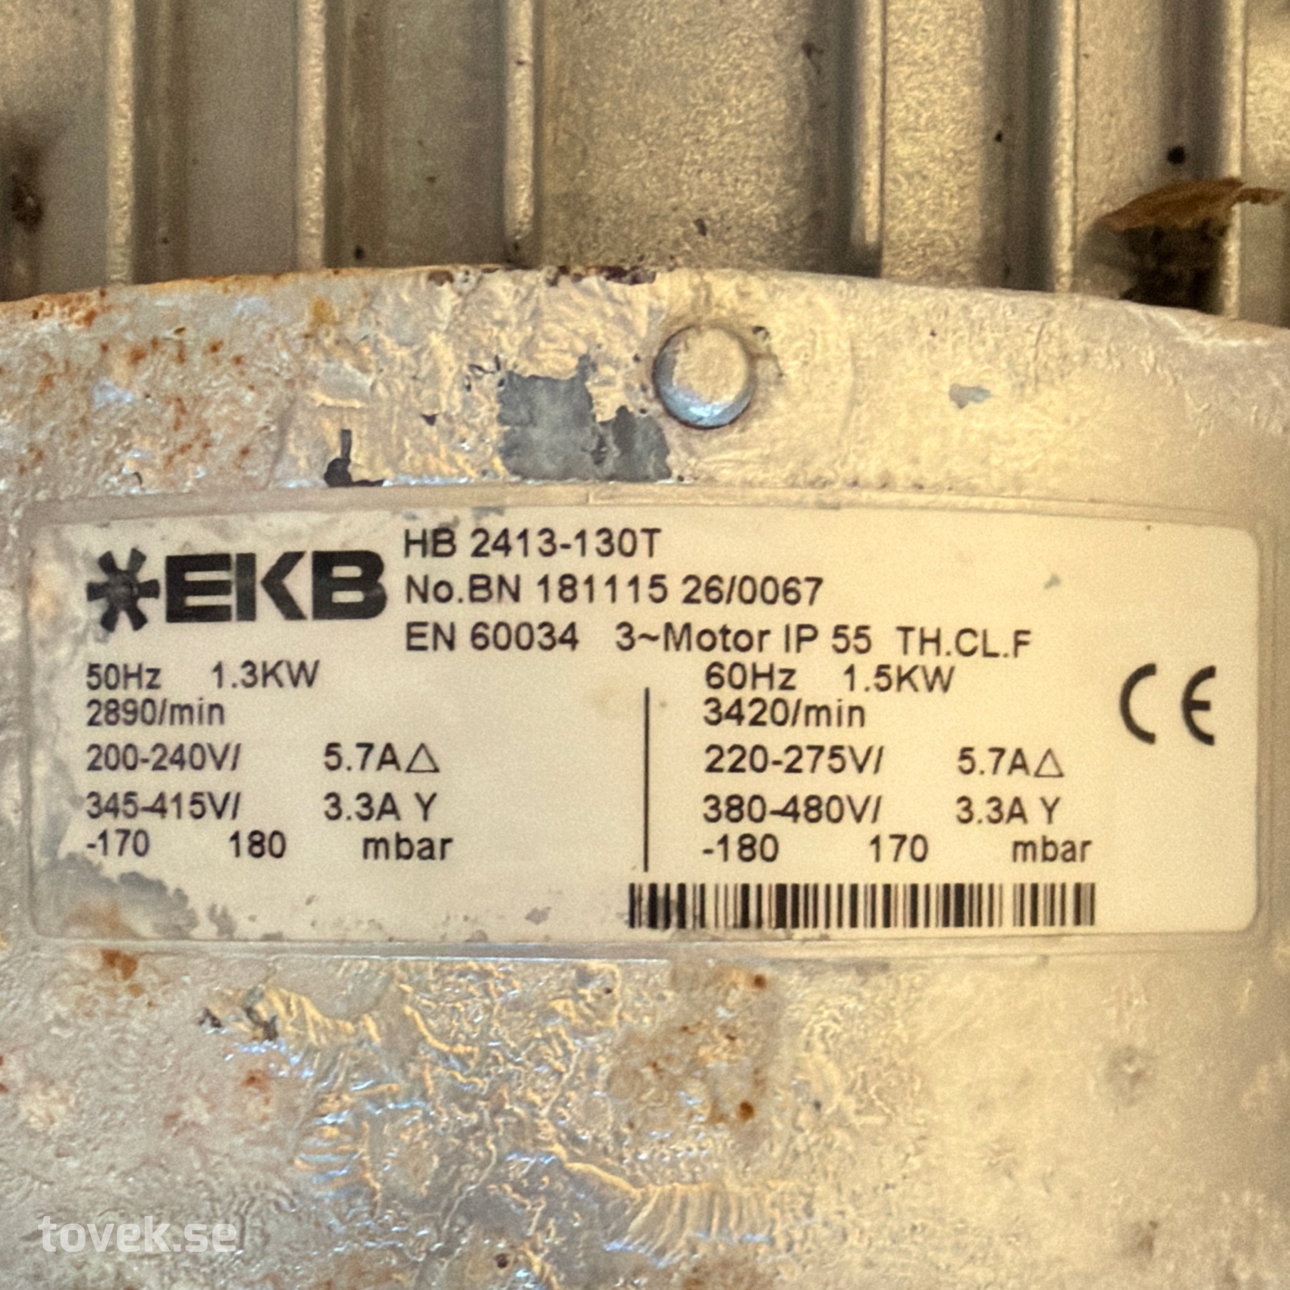 EKB
HB 2413-130T
No.BN 181115 26/0067
EN 60034 3~Motor IP 55 TH.CL.F
50Hz 1.3KW
2890/min
200-240V/ 5.7A△
345-415V/ 3.3A Y
-170 180 mbar
60Hz 1.5KW
3420/min
220-275V/ 5.7A△
380-480V/ 3.3A Y
-180 170 mbar
CE
tovek.se